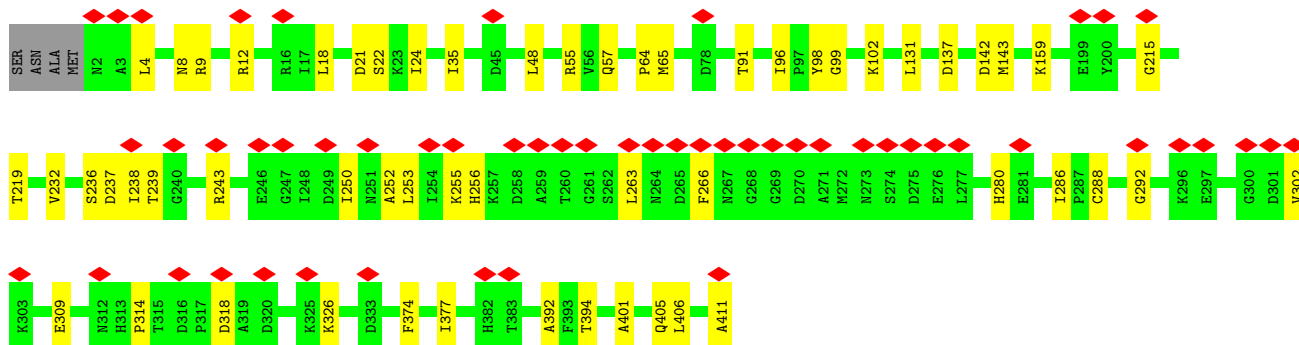 SER ASN ALA MET N2 A3 L4 N8 R9 R12 R16 I17 L18 D21 S22 K23 I24 I35 D45 L48 R55 V56 Q57 P64 M65 D78 T91 I96 P97 Y98 G99 K102 L131 D137 D142 M143 K159 E199 Y200 G215
T219 V232 S236 D237 I238 T239 G240 R243 E246 G247 I248 D249 I250 N251 A252 L253 I254 K255 H256 K257 D258 A259 T260 G261 S262 L263 N264 D265 F266 N267 G268 G269 D270 A271 M272 N273 S274 D275 E276 L277 H280 E281 I286 P287 C288 G292 K296 E297 G300 D301 V302
K303 E309 N312 H313 P314 T315 D316 P317 D318 A319 D320 K325 K326 D333 F374 I377 H382 T383 A392 F393 T394 A401 Q405 L406 A411